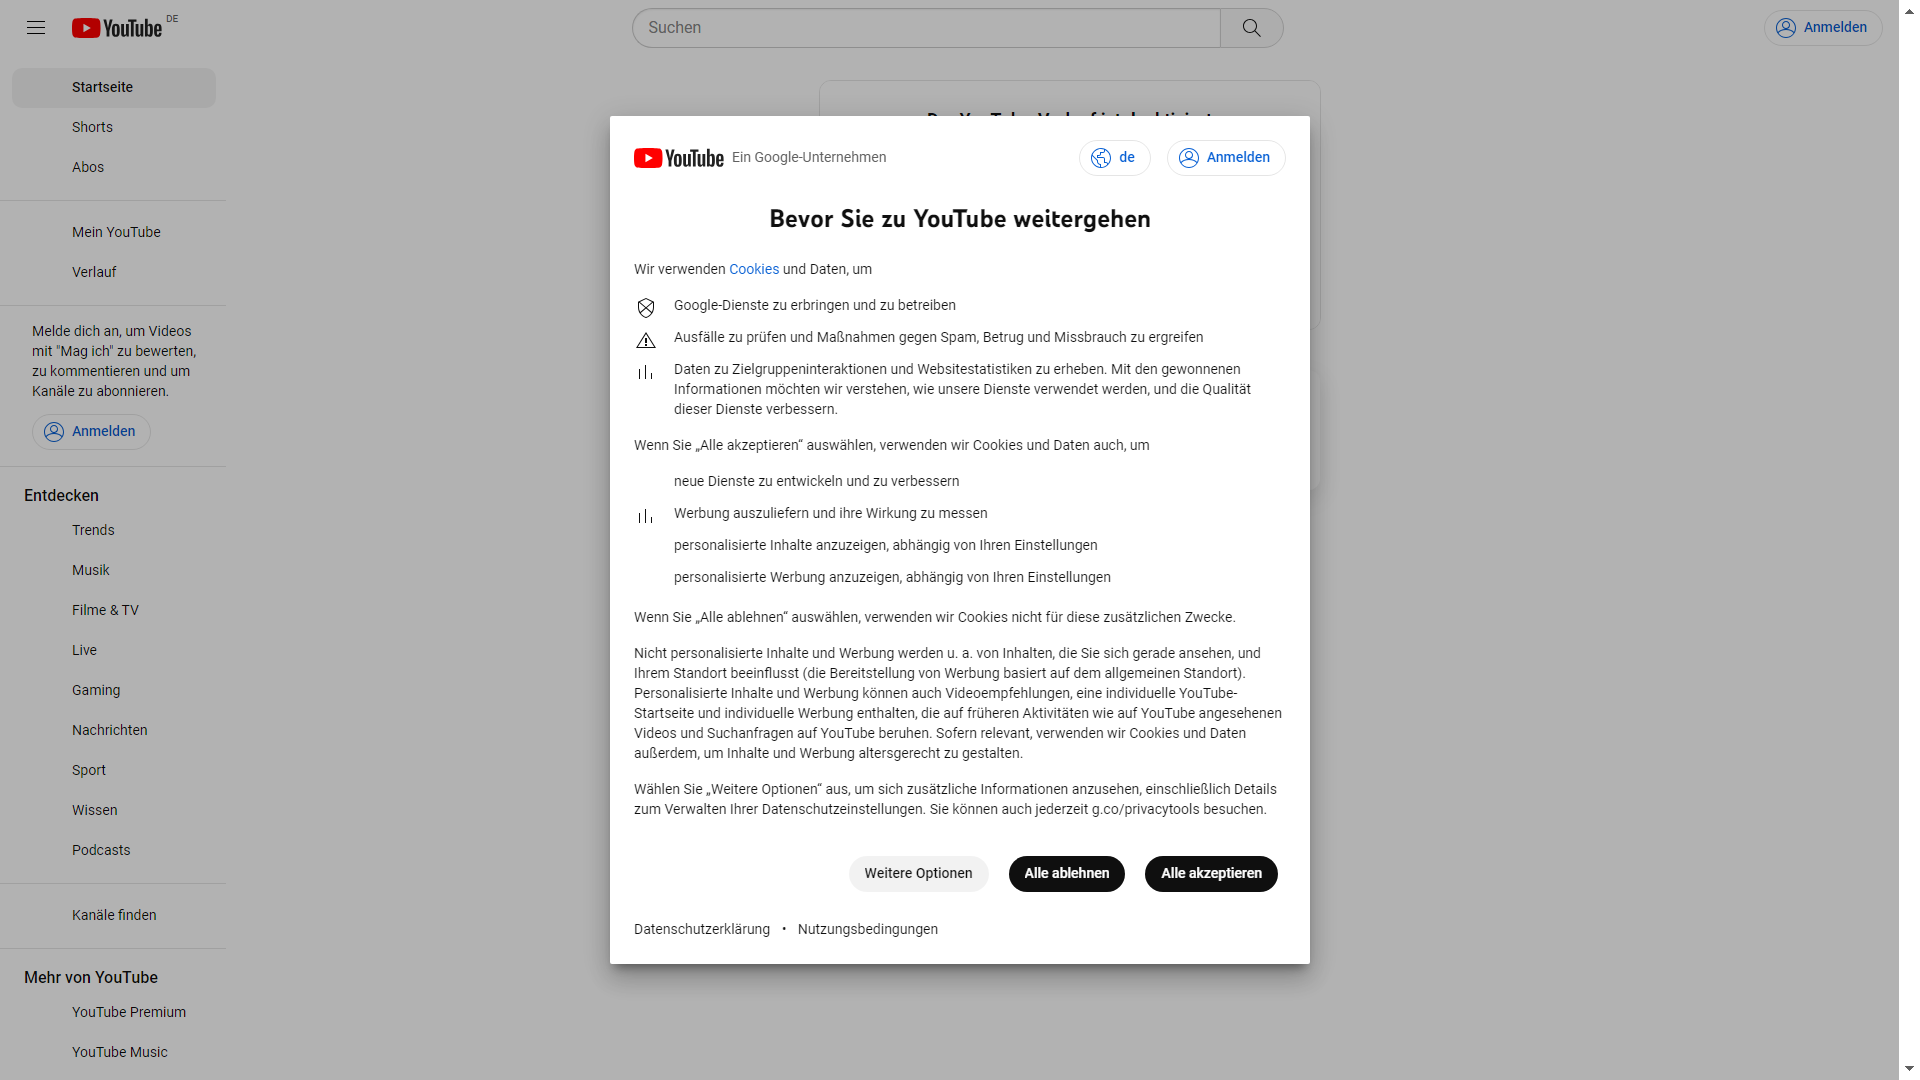 YouTube DE
Suchen
Anmelden
Startseite
Shorts
Abos
Mein YouTube
Verlauf
Melde dich an, um Videos
mit "Mag ich" zu bewerten,
zu kommentieren und um
Kanäle zu abonnieren.
Anmelden
Entdecken
Trends
Musik
Filme & TV
Live
Gaming
Nachrichten
Sport
Wissen
Podcasts
Kanäle finden
Mehr von YouTube
YouTube Premium
YouTube Music
YouTube Ein Google-Unternehmen
de
Anmelden
Bevor Sie zu YouTube weitergehen
Wir verwenden Cookies und Daten, um
Google-Dienste zu erbringen und zu betreiben
Ausfälle zu prüfen und Maßnahmen gegen Spam, Betrug und Missbrauch zu ergreifen
Daten zu Zielgruppeninteraktionen und Websitestatistiken zu erheben. Mit den gewonnenen
Informationen möchten wir verstehen, wie unsere Dienste verwendet werden, und die Qualität
dieser Dienste verbessern.
Wenn Sie „Alle akzeptieren“ auswählen, verwenden wir Cookies und Daten auch, um
neue Dienste zu entwickeln und zu verbessern
Werbung auszuliefern und ihre Wirkung zu messen
personalisierte Inhalte anzuzeigen, abhängig von Ihren Einstellungen
personalisierte Werbung anzuzeigen, abhängig von Ihren Einstellungen
Wenn Sie „Alle ablehnen“ auswählen, verwenden wir Cookies nicht für diese zusätzlichen Zwecke.
Nicht personalisierte Inhalte und Werbung werden u. a. von Inhalten, die Sie sich gerade ansehen, und
Ihrem Standort beeinflusst (die Bereitstellung von Werbung basiert auf dem allgemeinen Standort).
Personalisierte Inhalte und Werbung können auch Videoempfehlungen, eine individuelle YouTube-
Startseite und individuelle Werbung enthalten, die auf früheren Aktivitäten wie auf YouTube angesehenen
Videos und Suchanfragen auf YouTube beruhen. Sofern relevant, verwenden wir Cookies und Daten
außerdem, um Inhalte und Werbung altersgerecht zu gestalten.
Wählen Sie „Weitere Optionen“ aus, um sich zusätzliche Informationen anzusehen, einschließlich Details
zum Verwalten Ihrer Datenschutzeinstellungen. Sie können auch jederzeit g.co/privacytools besuchen.
Weitere Optionen
Alle ablehnen
Alle akzeptieren
Datenschutzerklärung • Nutzungsbedingungen